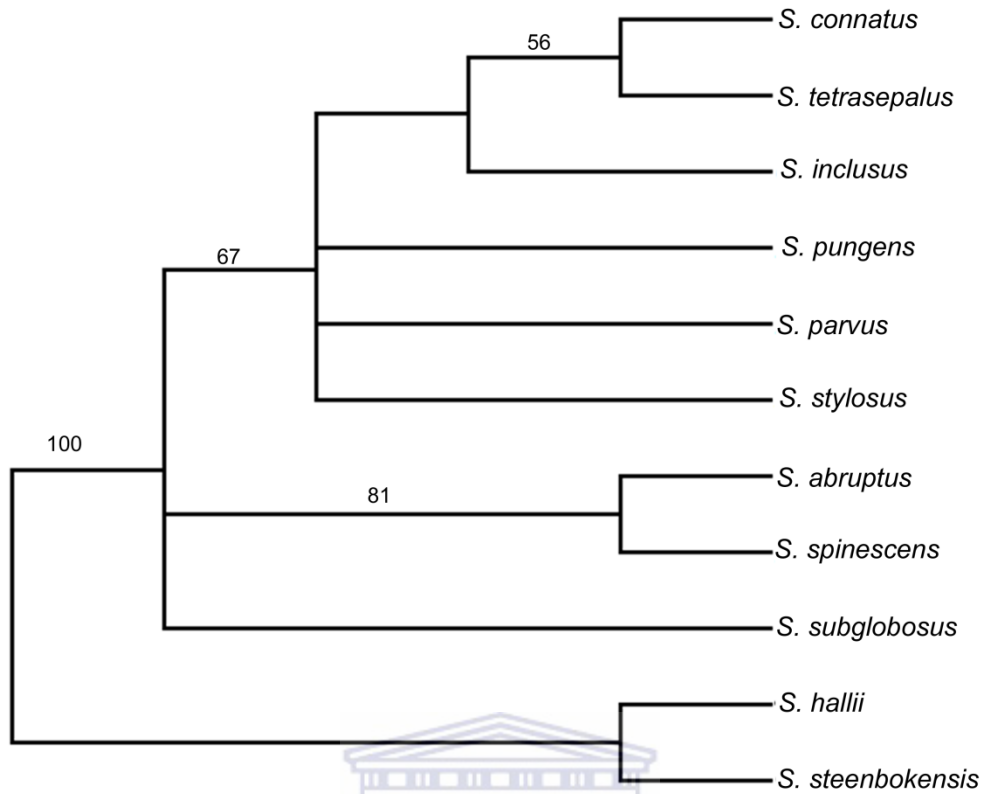 S. connatus
56
S. tetrasepalus
S. inclusus
S. pungens
67
S. parvus
S. stylosus
100
S. abruptus
81
S. spinescens
S. subglobosus
S. hallii
S. steenbokensis